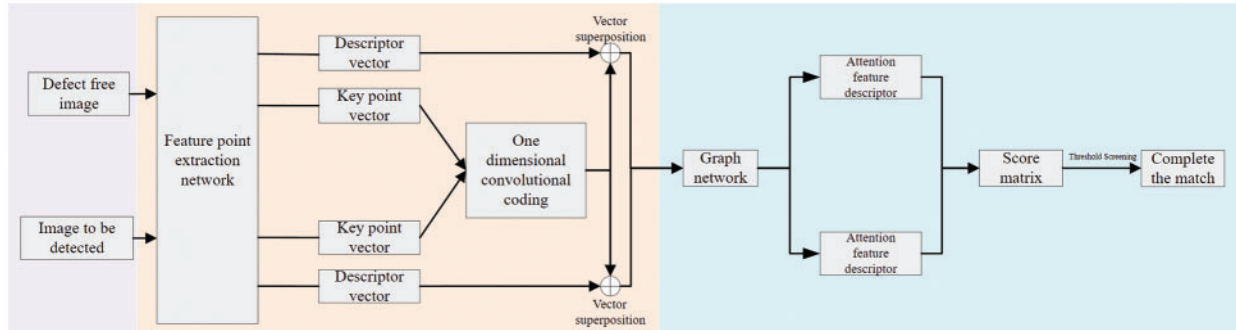 Defect free
image
Image to be
detected
Feature point
extraction
network
Descriptor
vector
Key point
vector
Key point
vector
Descriptor
vector
One
dimensional
convolutional
coding
Vector
superposition
Vector
superposition
Graph
network
Attention
feature
descriptor
Attention
feature
descriptor
Score
matrix
Threshold Screening
Complete
the match